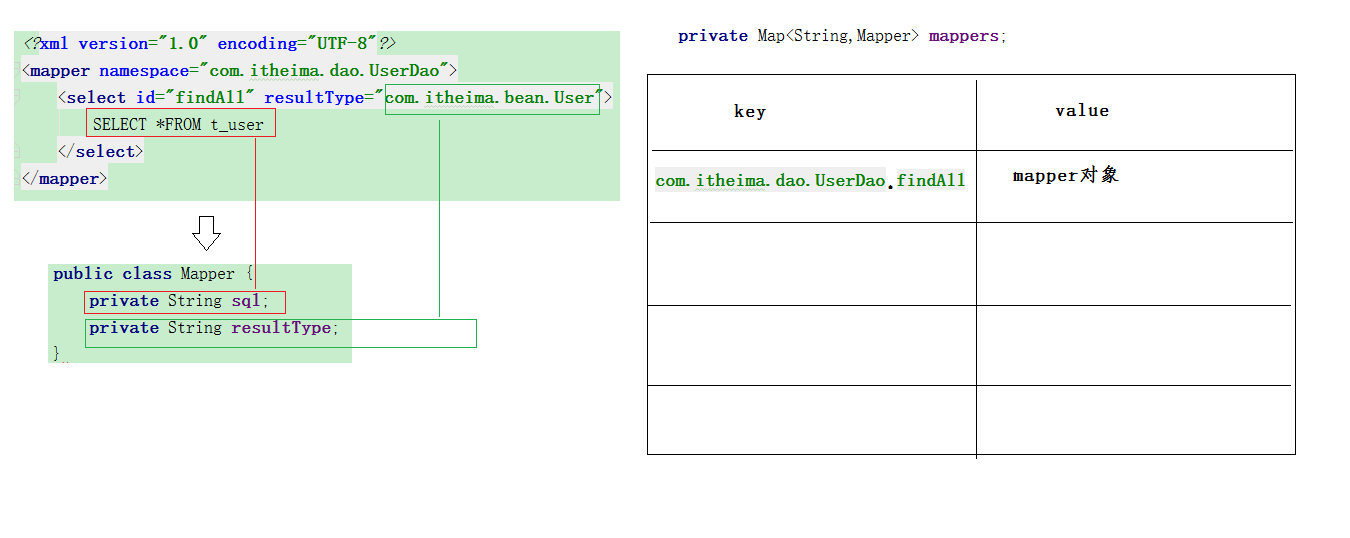 <?xml version="1.0" encoding="UTF-8"?>
<mapper namespace="com.itheima.dao.UserDao">
<select id="findAll" resultType="com.itheima.bean.User">
SELECT *FROM t_user
</select>
</mapper>
public class Mapper {
private String sql;
private String resultType;
}
private Map<String,Mapper> mappers;
key value
com.itheima.dao.UserDao.findAll mapper对象